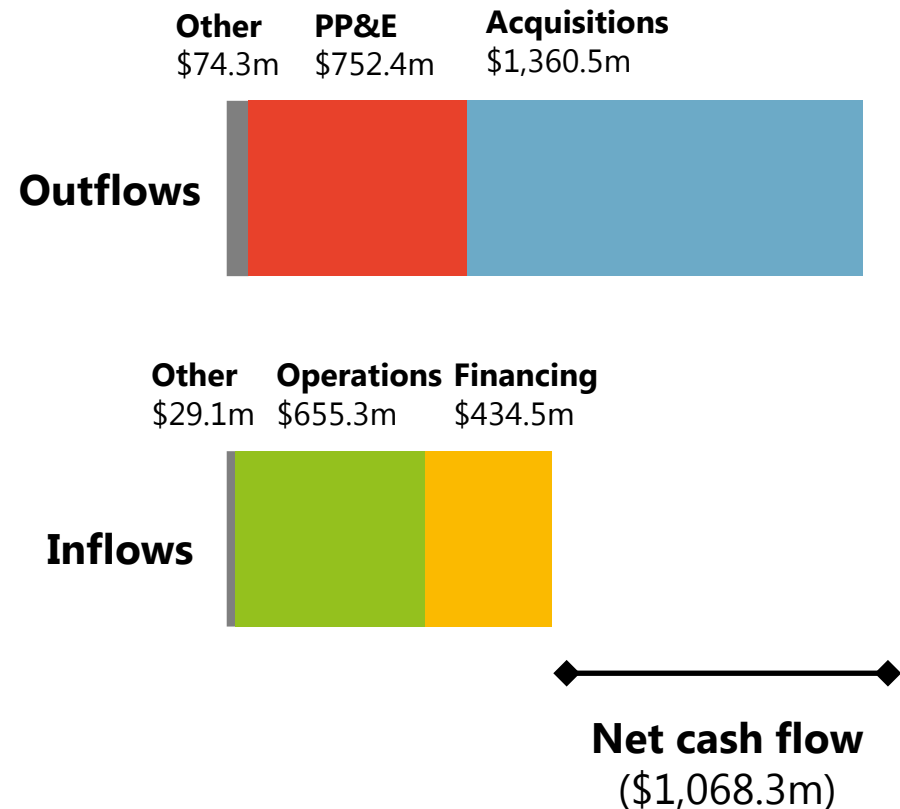 Other PP&E Acquisitions
$74.3m $752.4m $1,360.5m
Outflows
Other Operations Financing
$29.1m $655.3m $434.5m
Inflows
Net cash flow
($1,068.3m)